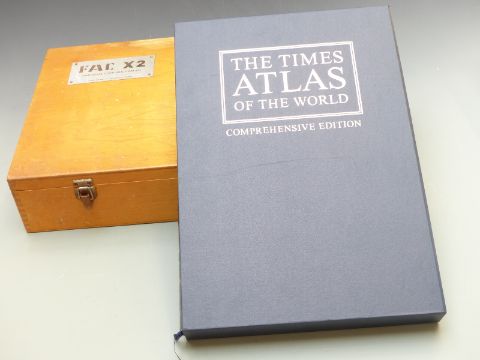 FAC X2
THE TIMES
ATLAS
OF THE WORLD
COMPREHENSIVE EDITION